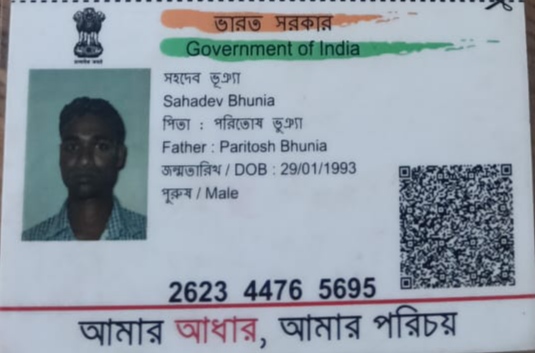 ভারত সরকার
Government of India
সহদেব ভূঞ্যা
Sahadev Bhunia
পিতা : পরিতোষ ভূঞ্যা
Father : Paritosh Bhunia
জন্মতারিখ / DOB : 29/01/1993
পুরুষ / Male
2623 4476 5695
আমার আধার, আমার পরিচয়